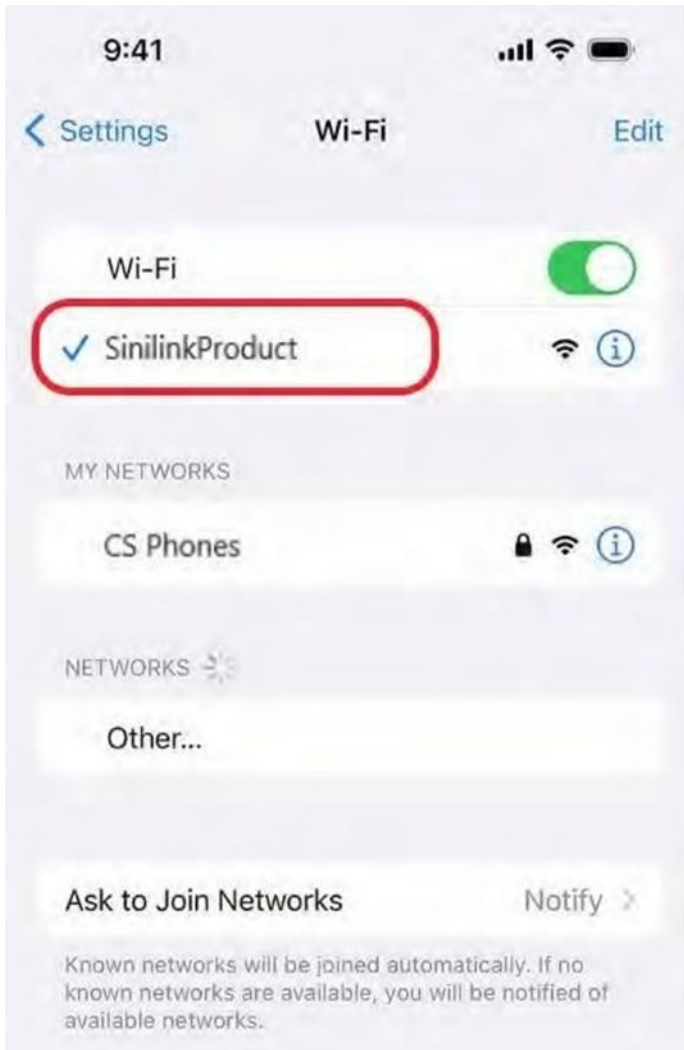 9:41
Settings
Wi-Fi
Edit
Wi-Fi
SinilinkProduct
MY NETWORKS
CS Phones
NETWORKS
Other...
Ask to Join Networks
Notify
Known networks will be joined automatically. If no
known networks are available, you will be notified of
available networks.